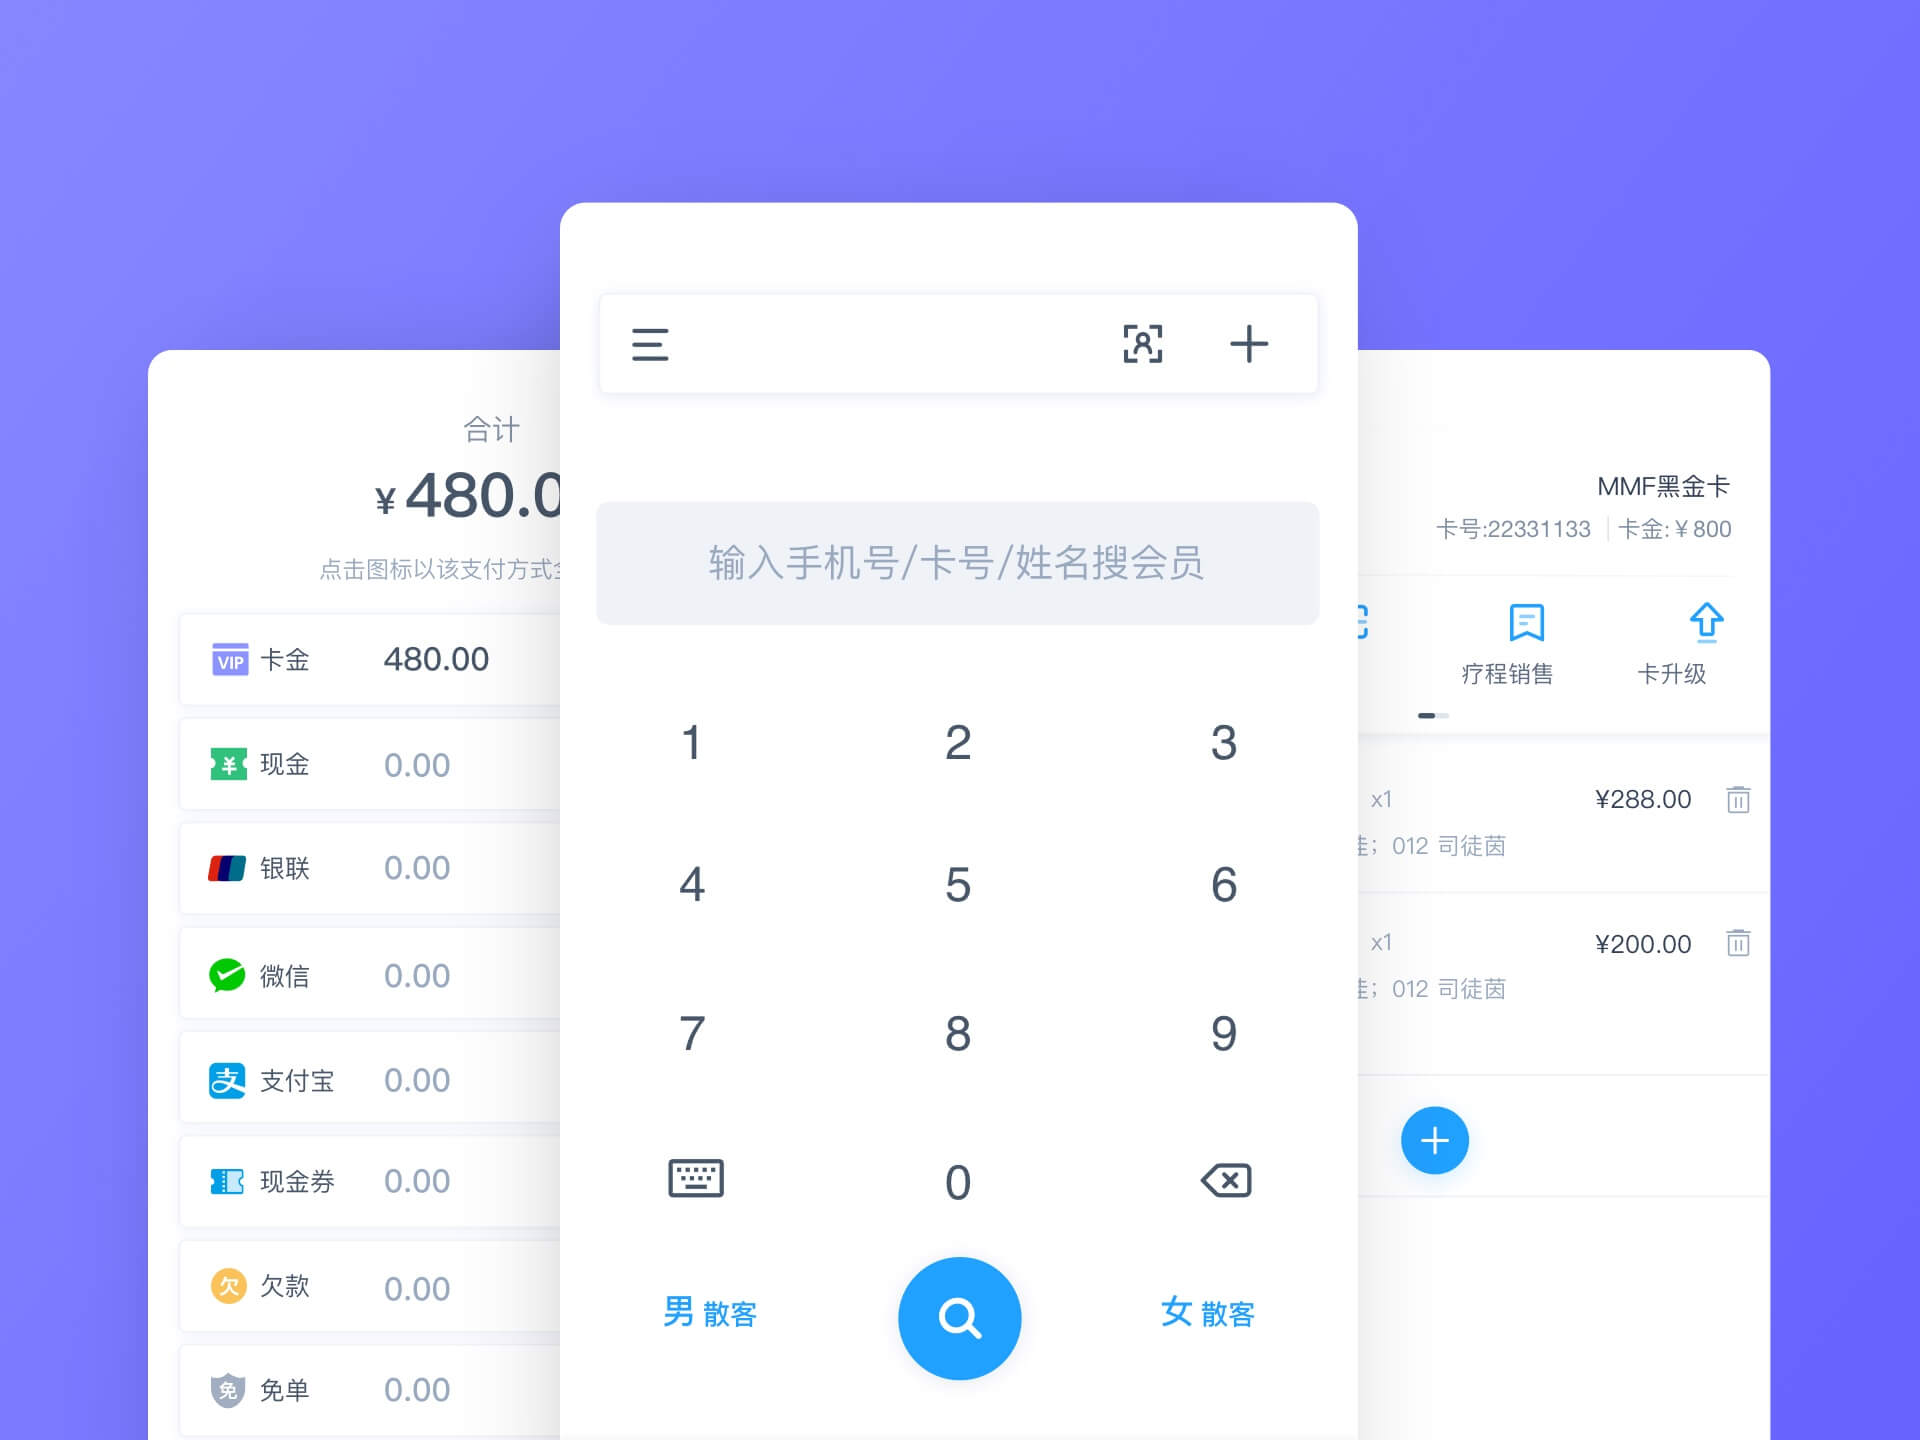 合计
¥ 480.0
点击图标以该支付方式
VIP 卡金 480.00
¥ 现金 0.00
银联 0.00
微信 0.00
支 支付宝 0.00
现金券 0.00
欠 欠款 0.00
免 免单 0.00
输入手机号/卡号/姓名搜会员
1 2 3
4 5 6
7 8 9
0
男 散客
女 散客
MMF黑金卡
卡号:22331133 卡金:¥800
疗程销售 卡升级
x1 ¥288.00
; 012 司徒茵
x1 ¥200.00
; 012 司徒茵